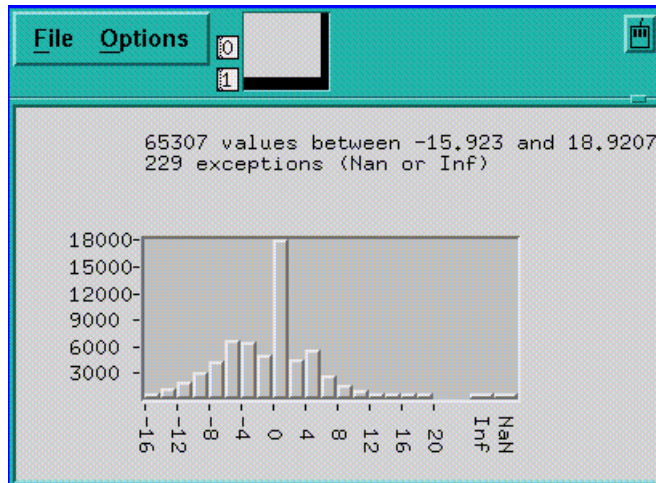 File Options
0
1
65307 values between -15.923 and 18.9207
229 exceptions (Nan or Inf)
18000
15000
12000
9000
6000
3000
-16 -12 -8 -4 0 4 8 12 16 20 Inf NaN